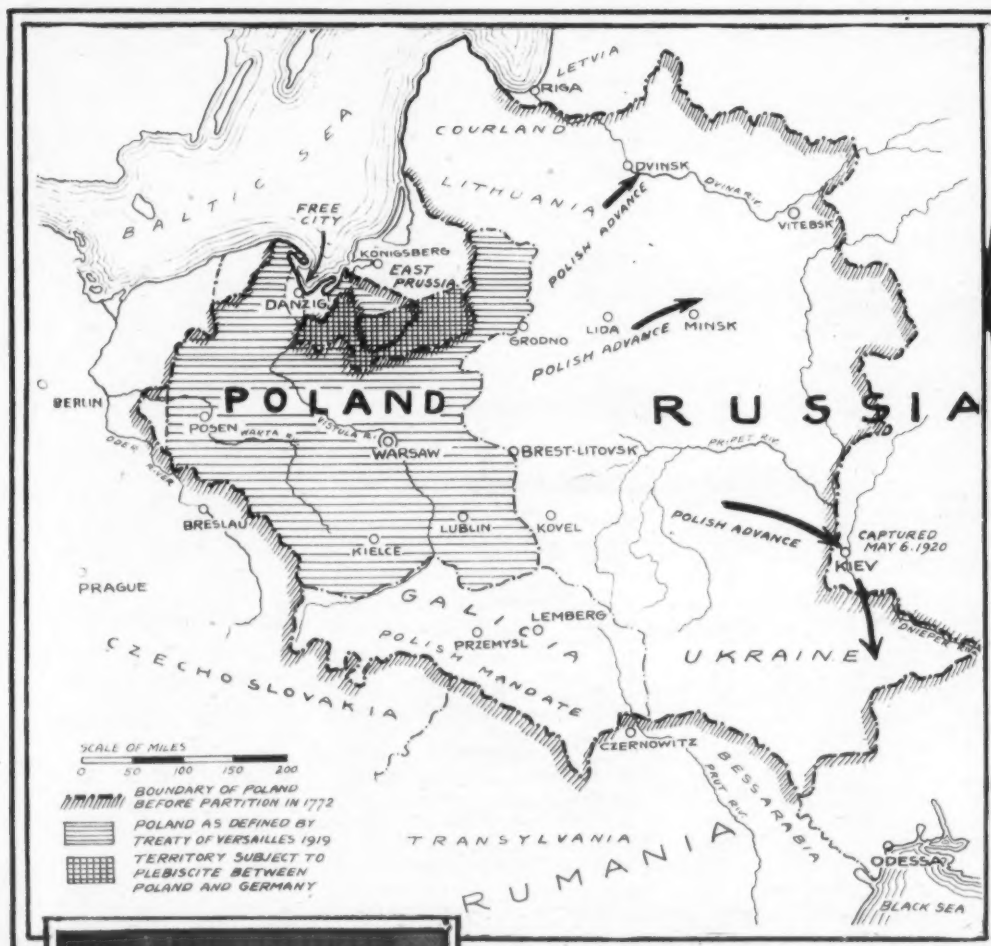 LETVIA
RIGA
COURLAND
BALTIC SEA
DVINSK
LITHUANIA
DVINA RIV.
FREE
CITY
POLISH ADVANCE
VITEBSK
KÖNIGSBERG
EAST
PRUSSIA
DANZIG
LIDA
MINSK
GRODNO
POLISH ADVANCE
BERLIN
POLAND
RUSSIA
POSEN
WARTA R.
VISTULA R.
WARSAW
BREST-LITOVSK
PRIPET RIV.
ODER RIVER
BRESLAU
LUBLIN
KOVEL
POLISH ADVANCE
CAPTURED
MAY 6. 1920
KIELCE
KIEV
PRAGUE
GALICIA
LEMBERG
DNIEPER
PRZEMYSL
POLISH MANDATE
UKRAINE
CZECHOSLOVAKIA
CZERNOWITZ
BESSARABIA
PRUT RIV.
SCALE OF MILES
0 50 100 150 200
BOUNDARY OF POLAND
BEFORE PARTITION IN 1772
POLAND AS DEFINED BY
TREATY OF VERSAILLES 1919
TERRITORY SUBJECT TO
PLEBISCITE BETWEEN
POLAND AND GERMANY
TRANSYLVANIA
RUMANIA
ODESSA
BLACK SEA